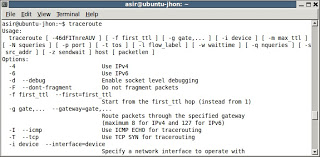 asir@ubuntu-jhon: ~
File Edit View Terminal Help
asir@ubuntu-jhon:~$ traceroute
Usage:
traceroute [ -46dFITnreAUV ] [ -f first_ttl ] [ -g gate,... ] [ -i device ] [ -m max_ttl ]
[ -N squeries ] [ -p port ] [ -t tos ] [ -l flow_label ] [ -w waittime ] [ -q nqueries ] [ -s
src_addr ] [ -z sendwait ] host [ packetlen ]
Options:
-4 Use IPv4
-6 Use IPv6
-d --debug Enable socket level debugging
-F --dont-fragment Do not fragment packets
-f first_ttl --first=first_ttl
Start from the first_ttl hop (instead from 1)
-g gate,... --gateway=gate,...
Route packets through the specified gateway
(maximum 8 for IPv4 and 127 for IPv6)
-I --icmp Use ICMP ECHO for tracerouting
-T --tcp Use TCP SYN for tracerouting
-i device --interface=device
Specify a network interface to operate with